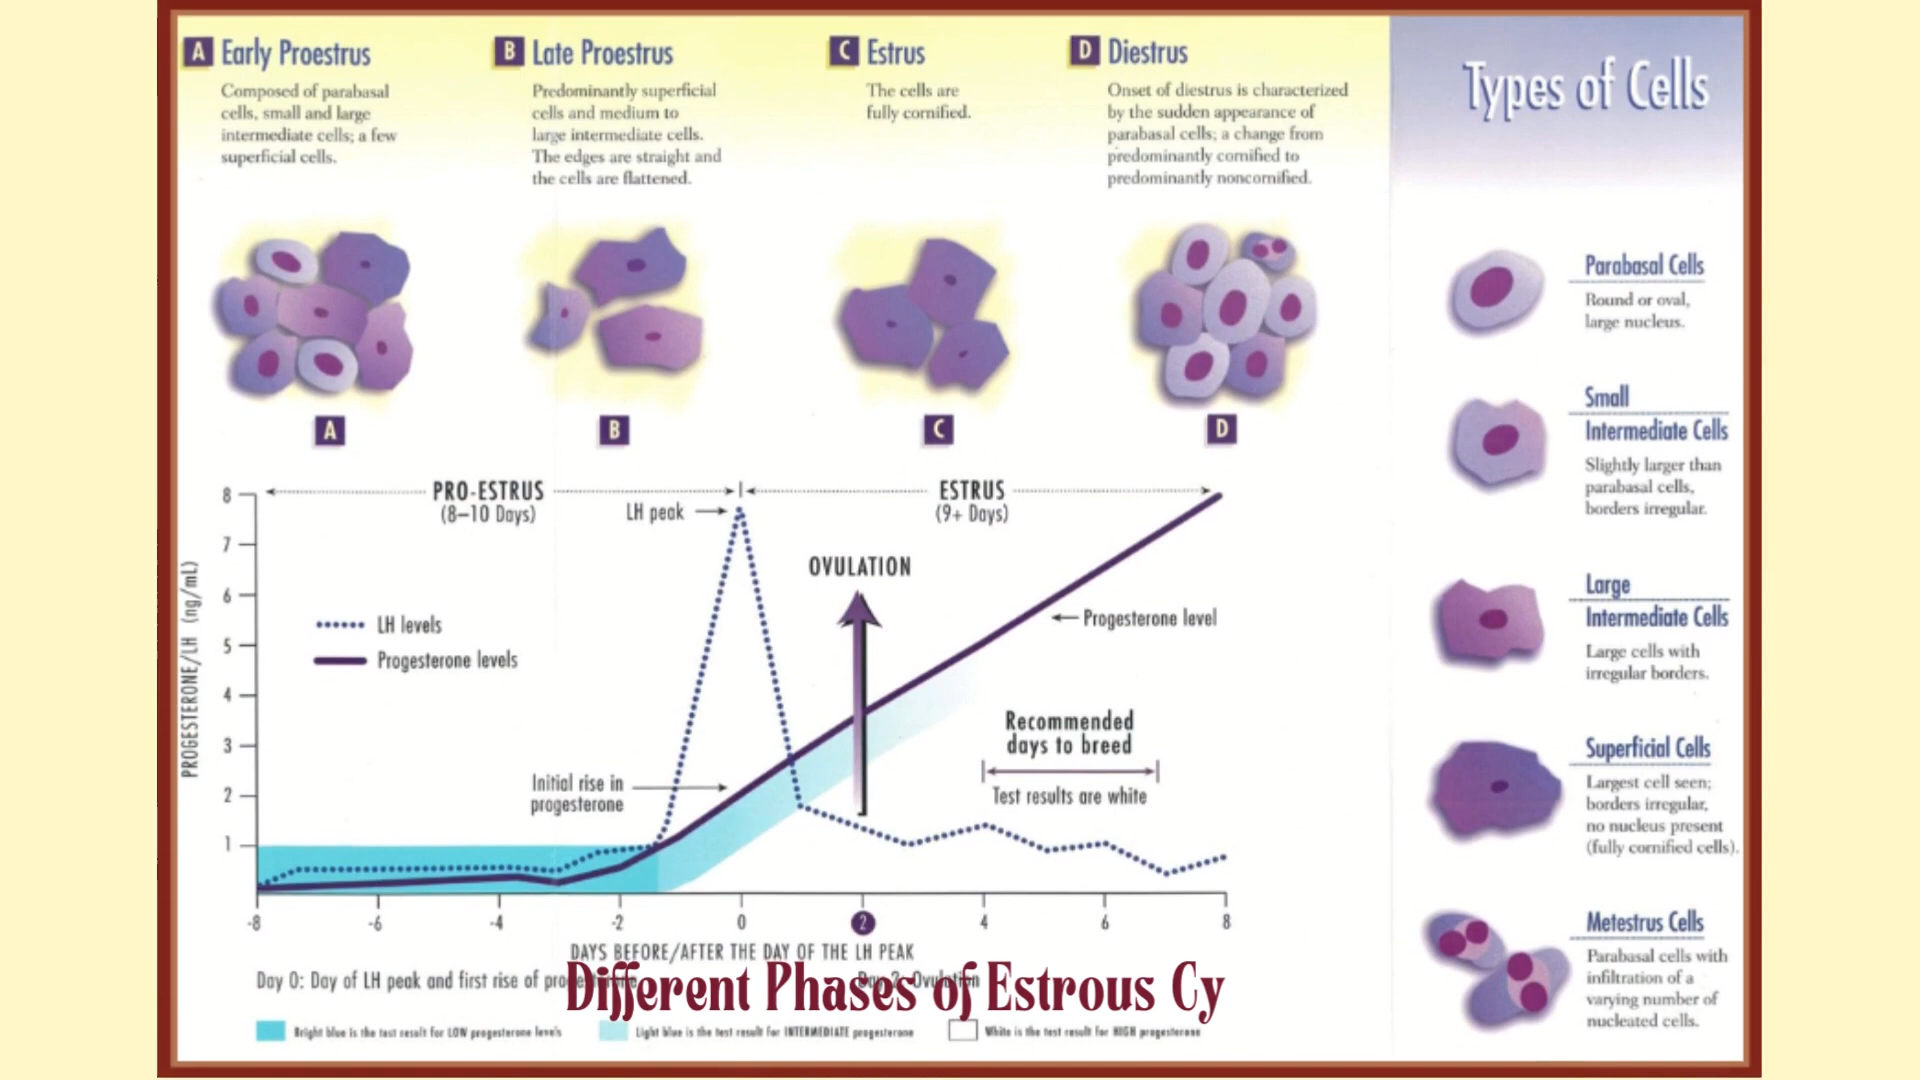 A Early Proestrus
Composed of parabasal
cells, small and large
intermediate cells; a few
superficial cells.
B Late Proestrus
Predominantly superficial
cells and medium to
large intermediate cells.
The edges are straight and
the cells are flattened.
C Estrus
The cells are
fully cornified.
D Diestrus
Onset of diestrus is characterized
by the sudden appearance of
parabasal cells; a change from
predominantly cornified to
predominantly noncornified.
A
B
C
D
PRO-ESTRUS
(8–10 Days)
ESTRUS
(9+ Days)
LH peak
OVULATION
LH levels
Progesterone levels
Progesterone level
Recommended
days to breed
Test results are white
Initial rise in
progesterone
PROGESTERONE/LH (ng/mL)
8
7
6
5
4
3
2
1
-8 -6 -4 -2 0 2 4 6 8
DAYS BEFORE/AFTER THE DAY OF THE LH PEAK
Day 0: Day of LH peak and first rise of progesterone
Day 2: Ovulation
Different Phases of Estrous Cy
Bright blue is the test result for LOW progesterone levels
Light blue is the test result for INTERMEDIATE progesterone
White is the test result for HIGH progesterone
Types of Cells
Parabasal Cells
Round or oval,
large nucleus.
Small
Intermediate Cells
Slightly larger than
parabasal cells,
borders irregular.
Large
Intermediate Cells
Large cells with
irregular borders.
Superficial Cells
Largest cell seen;
borders irregular,
no nucleus present
(fully cornified cells).
Metestrus Cells
Parabasal cells with
infiltration of a
varying number of
nucleated cells.